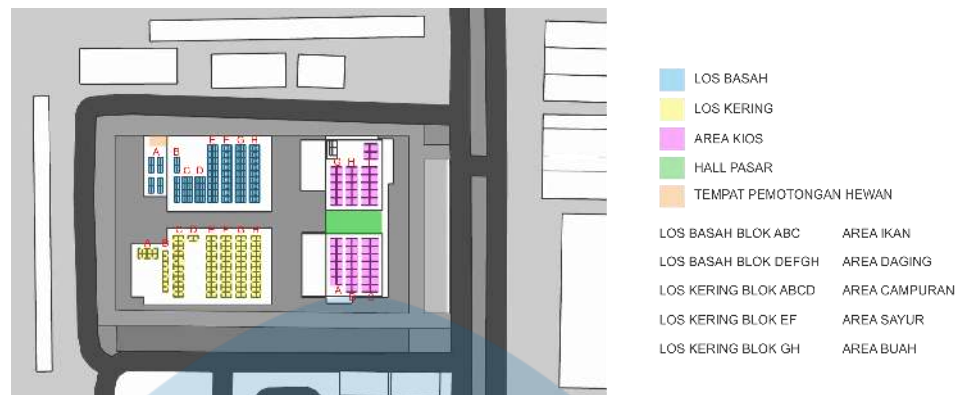 A B C D E F G H
G H I
A B C D E F G H
A B
LOS BASAH
LOS KERING
AREA KIOS
HALL PASAR
TEMPAT PEMOTONGAN HEWAN
LOS BASAH BLOK ABC AREA IKAN
LOS BASAH BLOK DEFGH AREA DAGING
LOS KERING BLOK ABCD AREA CAMPURAN
LOS KERING BLOK EF AREA SAYUR
LOS KERING BLOK GH AREA BUAH